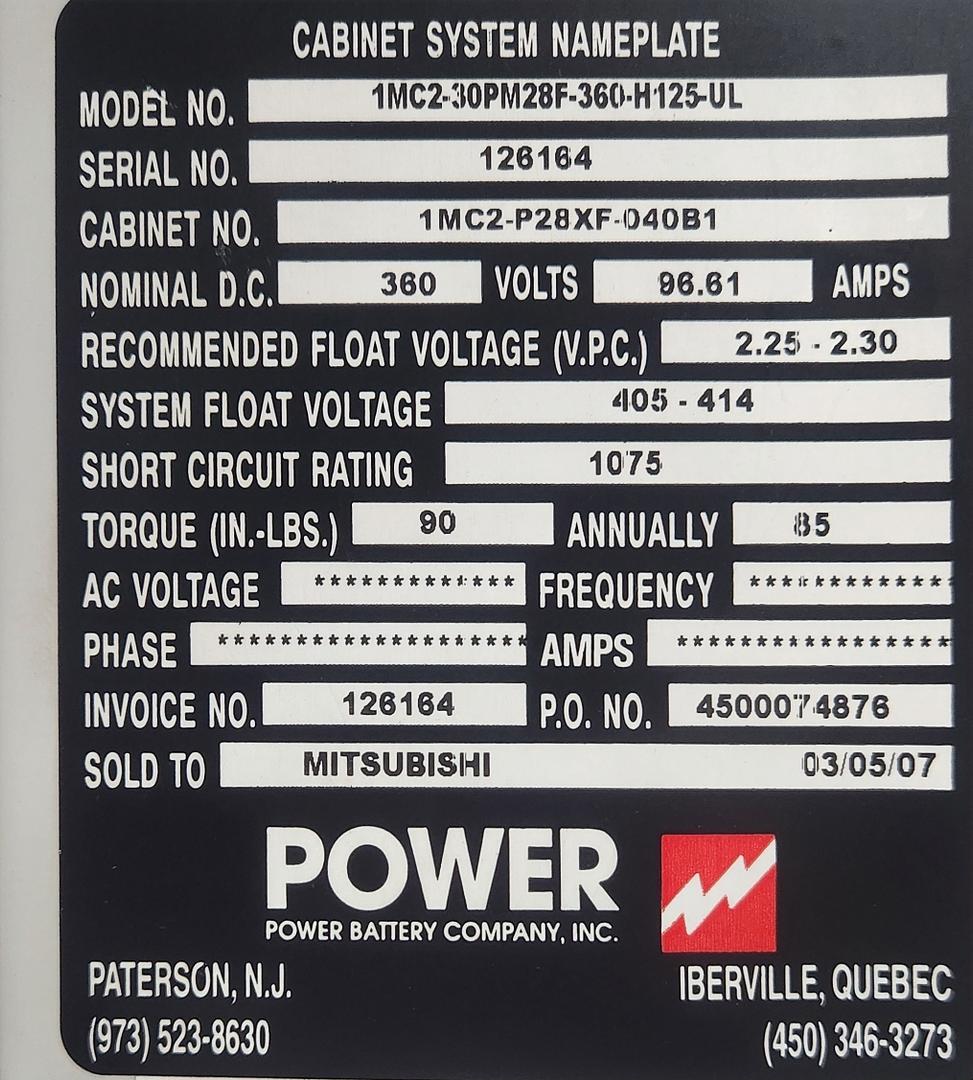 CABINET SYSTEM NAMEPLATE
MODEL NO. 1MC2-30PM28F-360-H125-UL
SERIAL NO. 126164
CABINET NO. 1MC2-P28XF-040B1
NOMINAL D.C. 360 VOLTS 96.61 AMPS
RECOMMENDED FLOAT VOLTAGE (V.P.C.) 2.25 - 2.30
SYSTEM FLOAT VOLTAGE 405 - 414
SHORT CIRCUIT RATING 1075
TORQUE (IN.-LBS.) 90 ANNUALLY 85
AC VOLTAGE ************* FREQUENCY *************
PHASE ******************** AMPS *****************
INVOICE NO. 126164 P.O. NO. 4500074876
SOLD TO MITSUBISHI 03/05/07
POWER
POWER BATTERY COMPANY, INC.
PATERSON, N.J. IBERVILLE, QUEBEC
(973) 523-8630 (450) 346-3273